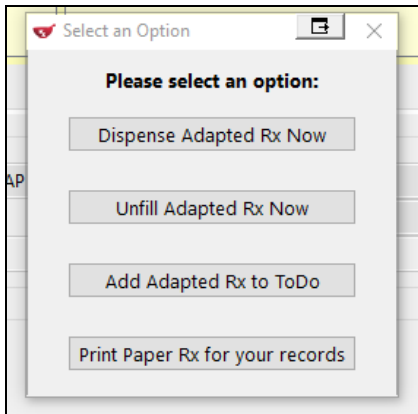 Select an Option
Please select an option:
Dispense Adapted Rx Now
AP
Unfill Adapted Rx Now
Add Adapted Rx to ToDo
Print Paper Rx for your records